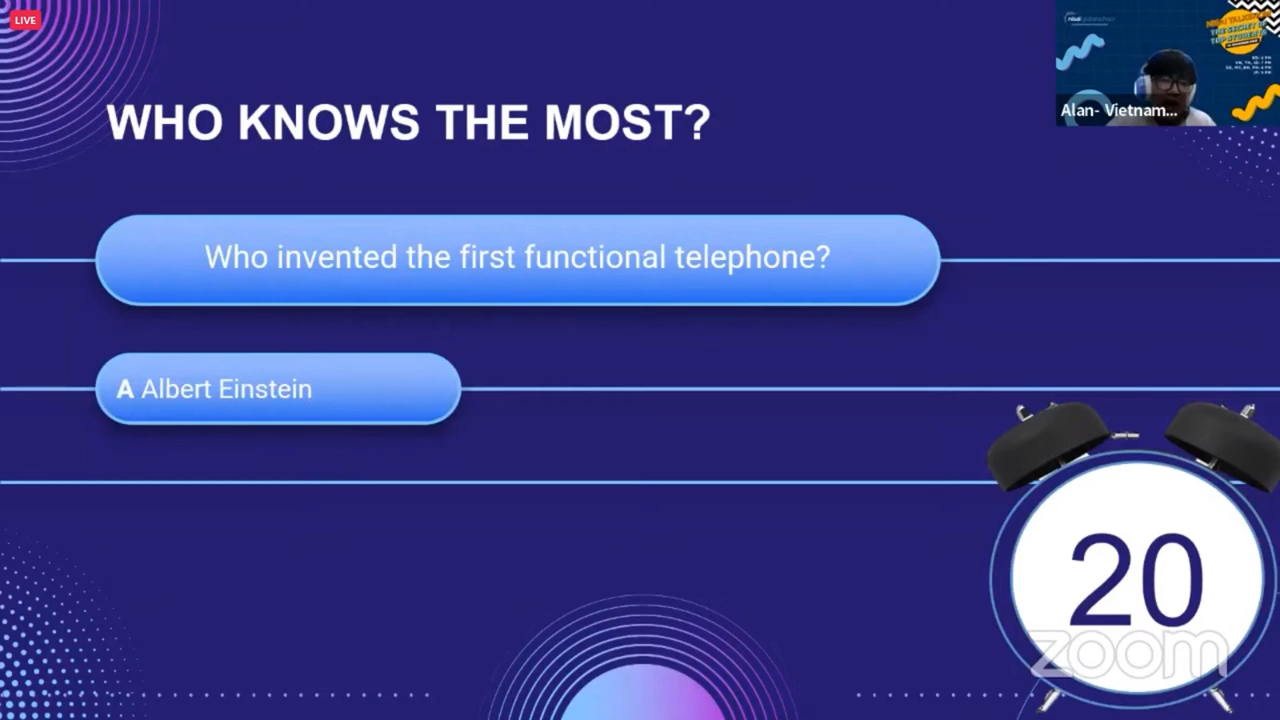 LIVE
WHO KNOWS THE MOST?
Alan- Vietnam...
Who invented the first functional telephone?
A Albert Einstein
20
zoom